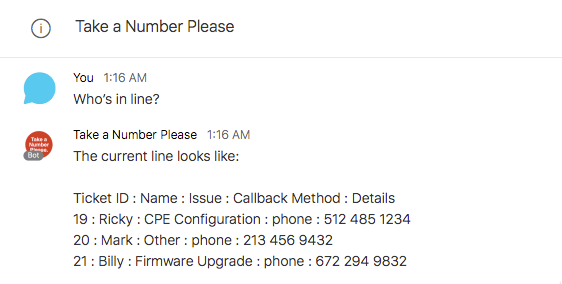 Take a Number Please
You 1:16 AM
Who's in line?
Take a Number Please 1:16 AM
Take a
Number
Please.
Bot
The current line looks like:
Ticket ID : Name : Issue : Callback Method : Details
19 : Ricky : CPE Configuration : phone : 512 485 1234
20 : Mark : Other : phone : 213 456 9432
21 : Billy : Firmware Upgrade : phone : 672 294 9832